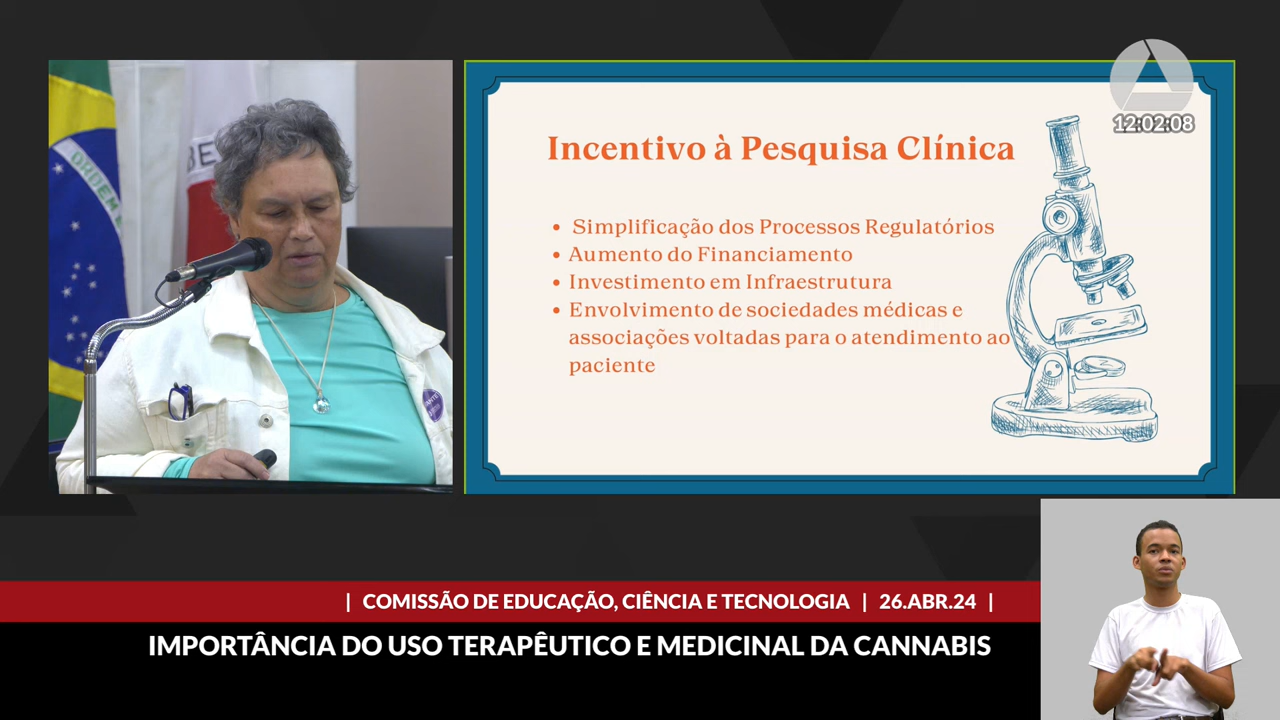 12:02:08
Incentivo à Pesquisa Clínica
• Simplificação dos Processos Regulatórios
• Aumento do Financiamento
• Investimento em Infraestrutura
• Envolvimento de sociedades médicas e
associações voltadas para o atendimento ao
paciente
| COMISSÃO DE EDUCAÇÃO, CIÊNCIA E TECNOLOGIA | 26.ABR.24 |
IMPORTÂNCIA DO USO TERAPÊUTICO E MEDICINAL DA CANNABIS